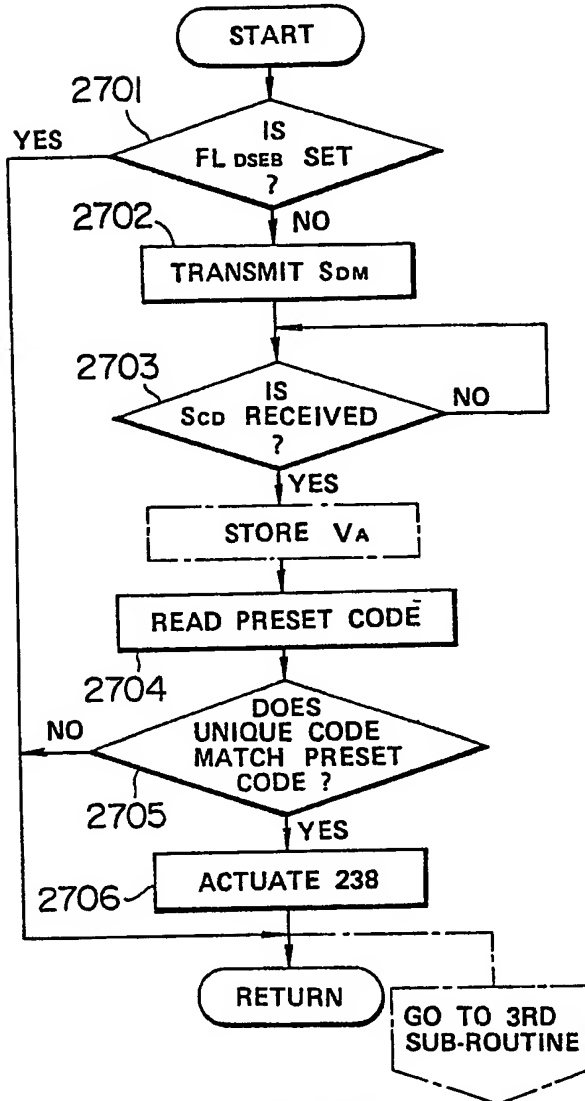 START
2701
YES
IS
FL DSEB SET
?
NO
2702
TRANSMIT SDM
2703
IS
SCD RECEIVED
?
NO
YES
STORE VA
READ PRESET CODE
2704
DOES
UNIQUE CODE
MATCH PRESET
CODE ?
NO
2705
YES
ACTUATE 238
2706
RETURN
GO TO 3RD
SUB-ROUTINE